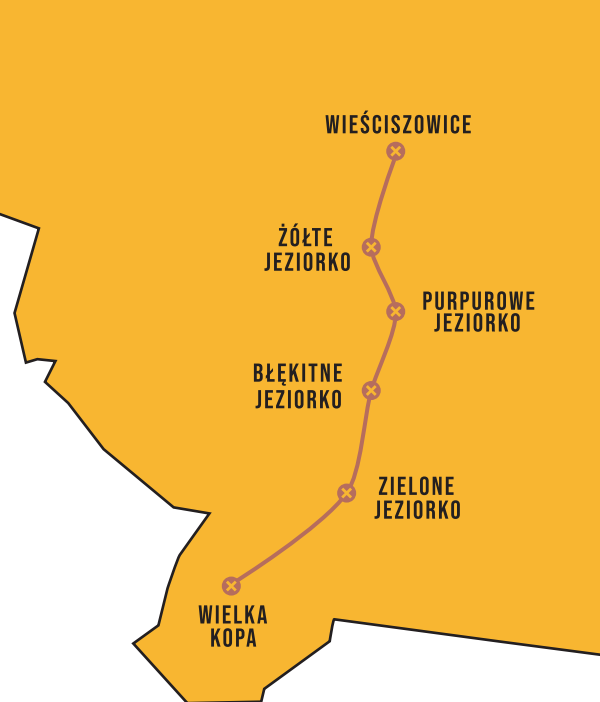 WIEŚCISZOWICE
ŻÓŁTE
JEZIORKO
PURPUROWE
JEZIORKO
BŁĘKITNE
JEZIORKO
ZIELONE
JEZIORKO
WIELKA
KOPA